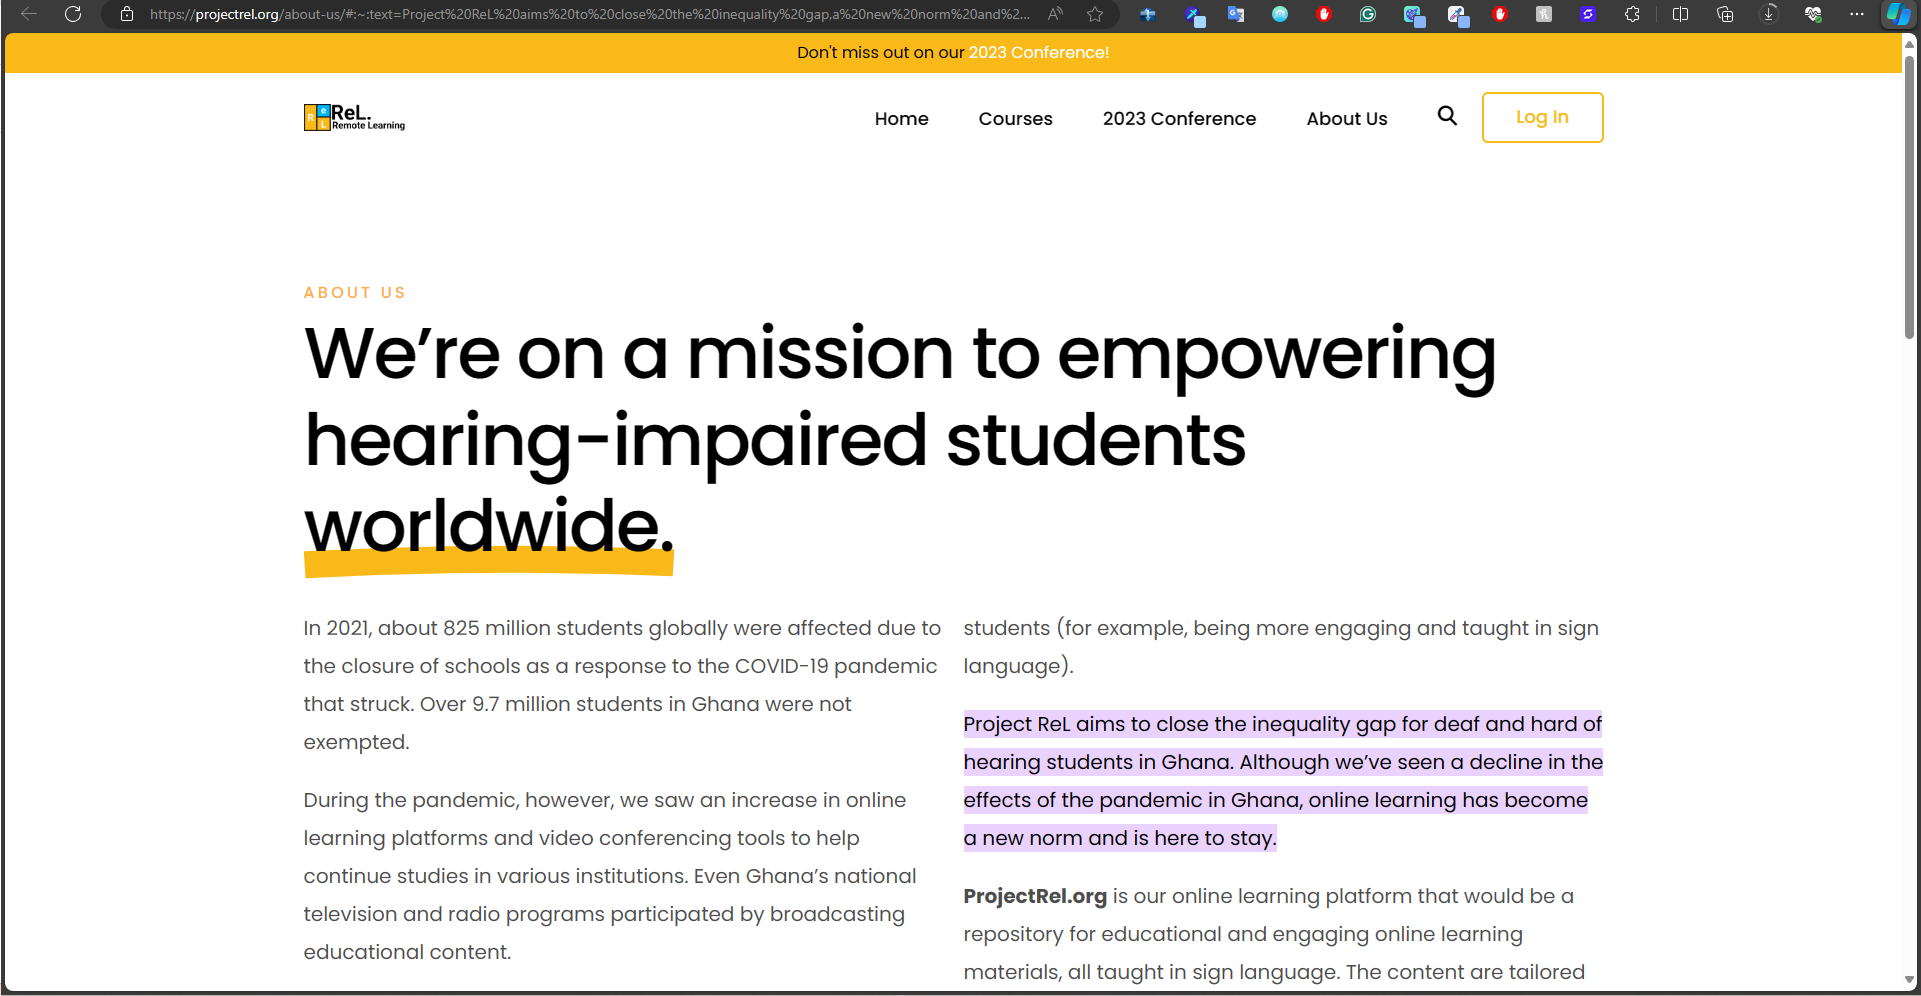 https://projectrel.org/about-us/#:~:text=Project%20ReL%20aims%20to%20close%20the%20inequality%20gap,a%20new%20norm%20and%2...
Don't miss out on our 2023 Conference!
R e L ReL.
Remote Learning
Home Courses 2023 Conference About Us Log In
ABOUT US
We’re on a mission to empowering
hearing-impaired students
worldwide.
In 2021, about 825 million students globally were affected due to
the closure of schools as a response to the COVID-19 pandemic
that struck. Over 9.7 million students in Ghana were not
exempted.
During the pandemic, however, we saw an increase in online
learning platforms and video conferencing tools to help
continue studies in various institutions. Even Ghana’s national
television and radio programs participated by broadcasting
educational content.
students (for example, being more engaging and taught in sign
language).
Project ReL aims to close the inequality gap for deaf and hard of
hearing students in Ghana. Although we’ve seen a decline in the
effects of the pandemic in Ghana, online learning has become
a new norm and is here to stay.
ProjectRel.org is our online learning platform that would be a
repository for educational and engaging online learning
materials, all taught in sign language. The content are tailored